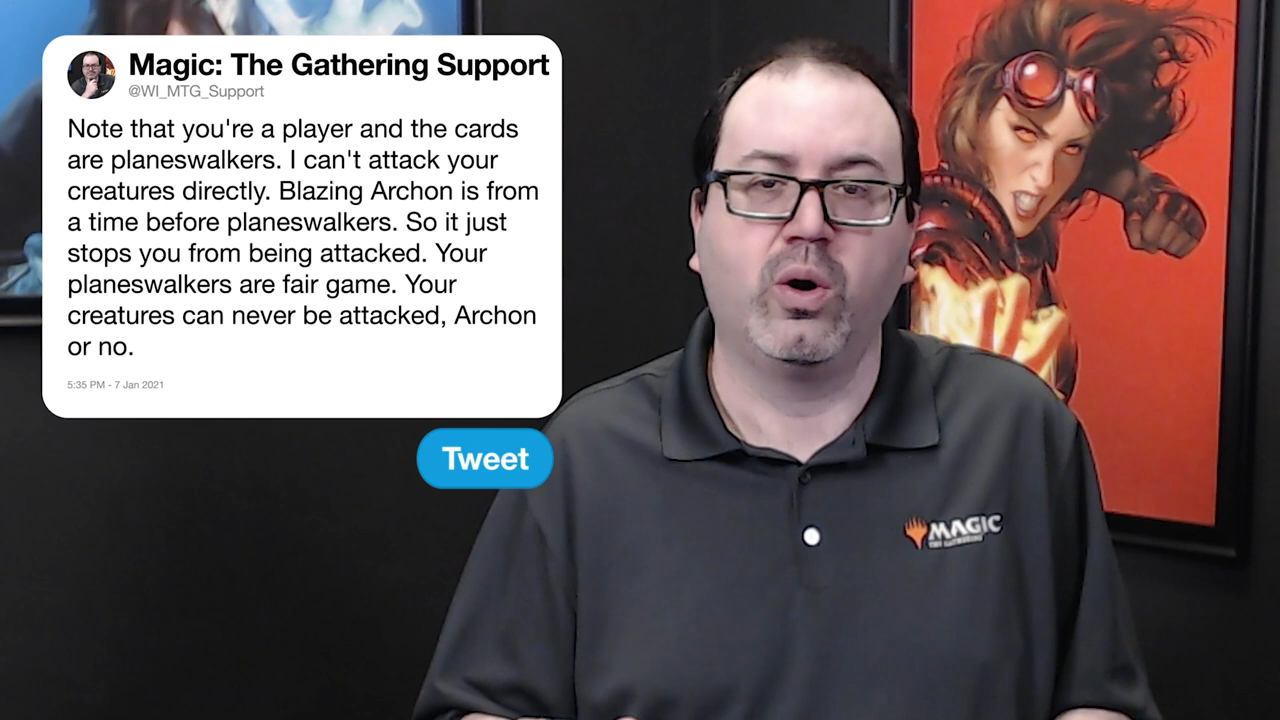 Magic: The Gathering Support
@WI_MTG_Support
Note that you're a player and the cards
are planeswalkers. I can't attack your
creatures directly. Blazing Archon is from
a time before planeswalkers. So it just
stops you from being attacked. Your
planeswalkers are fair game. Your
creatures can never be attacked, Archon
or no.
5:35 PM - 7 Jan 2021
Tweet
MAGIC
THE GATHERING